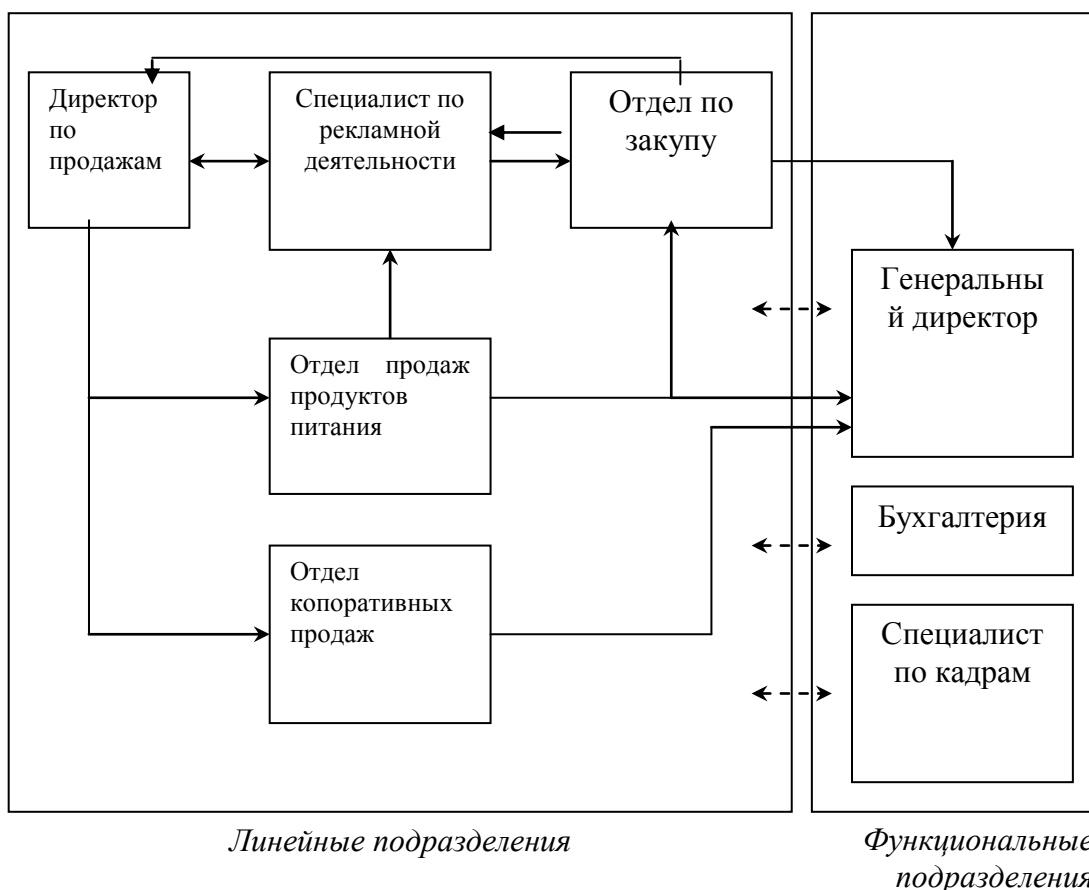 Директор
по
продажам
Специалист по
рекламной
деятельности
Отдел по
закупу
Генеральны
й директор
Отдел продаж
продуктов
питания
Бухгалтерия
Отдел
копоративных
продаж
Специалист
по кадрам
Линейные подразделения
Функциональные
подразделения